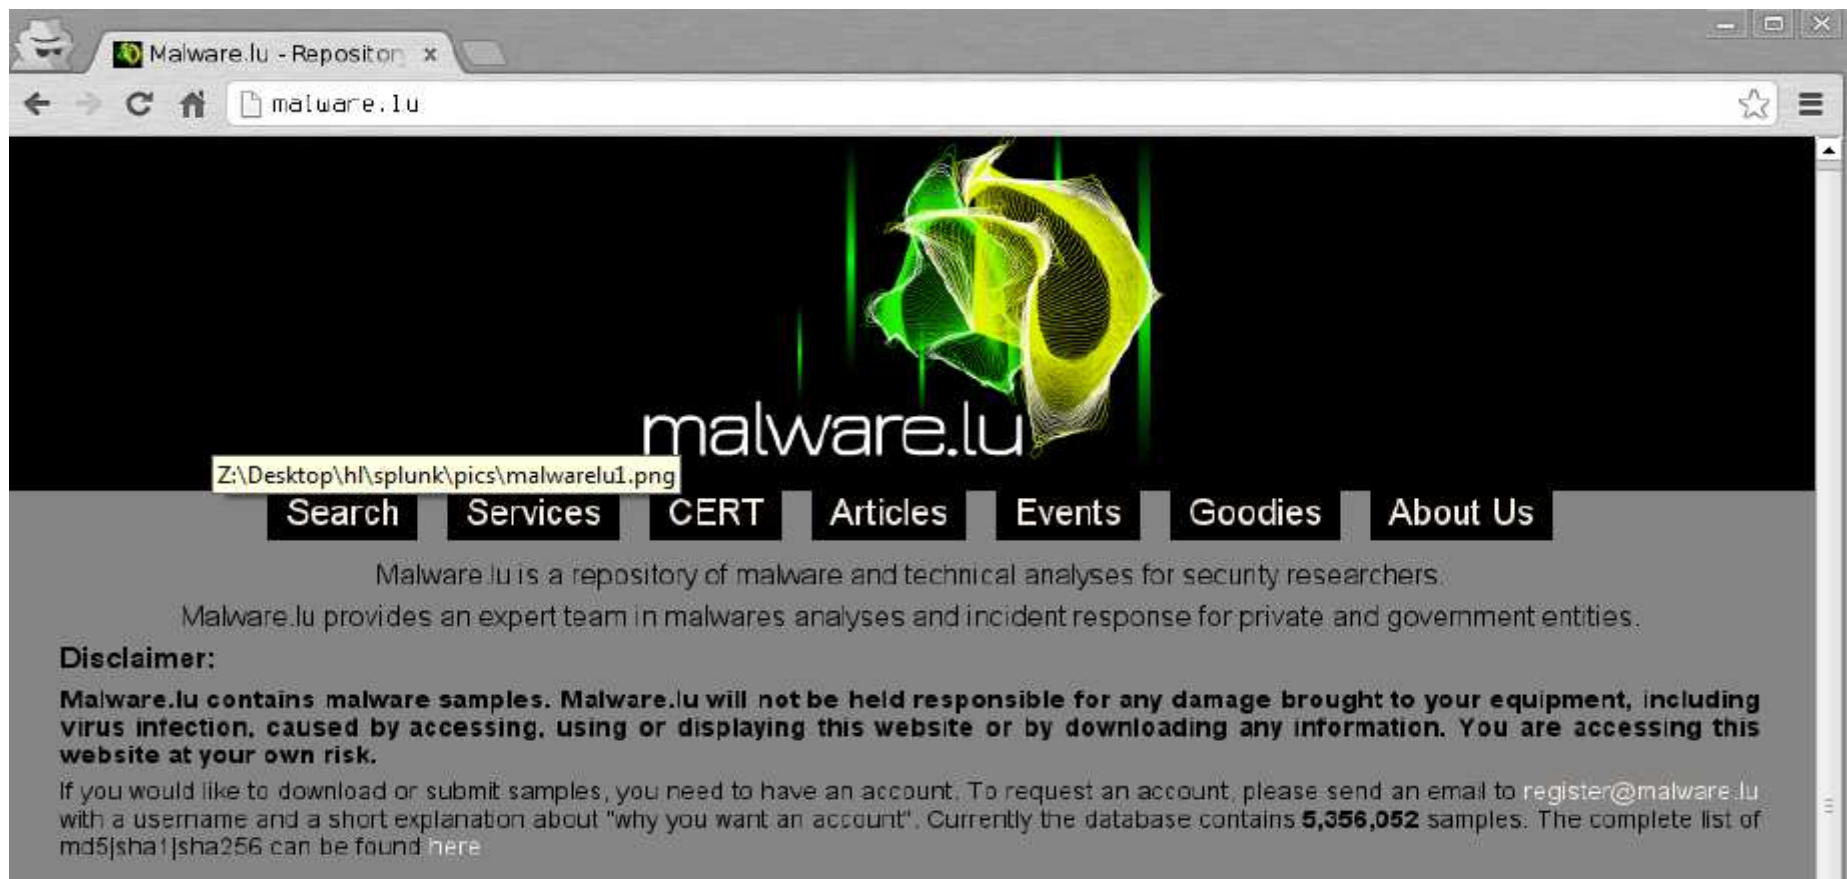 Malware.lu - Repository
malware.lu
malware.lu
Z:\Desktop\hl\splunk\pics\malwarelu1.png
Search Services CERT Articles Events Goodies About Us
Malware.lu is a repository of malware and technical analyses for security researchers.
Malware.lu provides an expert team in malwares analyses and incident response for private and government entities.
Disclaimer:
Malware.lu contains malware samples. Malware.lu will not be held responsible for any damage brought to your equipment, including
virus infection, caused by accessing, using or displaying this website or by downloading any information. You are accessing this
website at your own risk.
If you would like to download or submit samples, you need to have an account. To request an account, please send an email to register@malware.lu
with a username and a short explanation about "why you want an account". Currently the database contains 5,356,052 samples. The complete list of
md5|sha1|sha256 can be found here